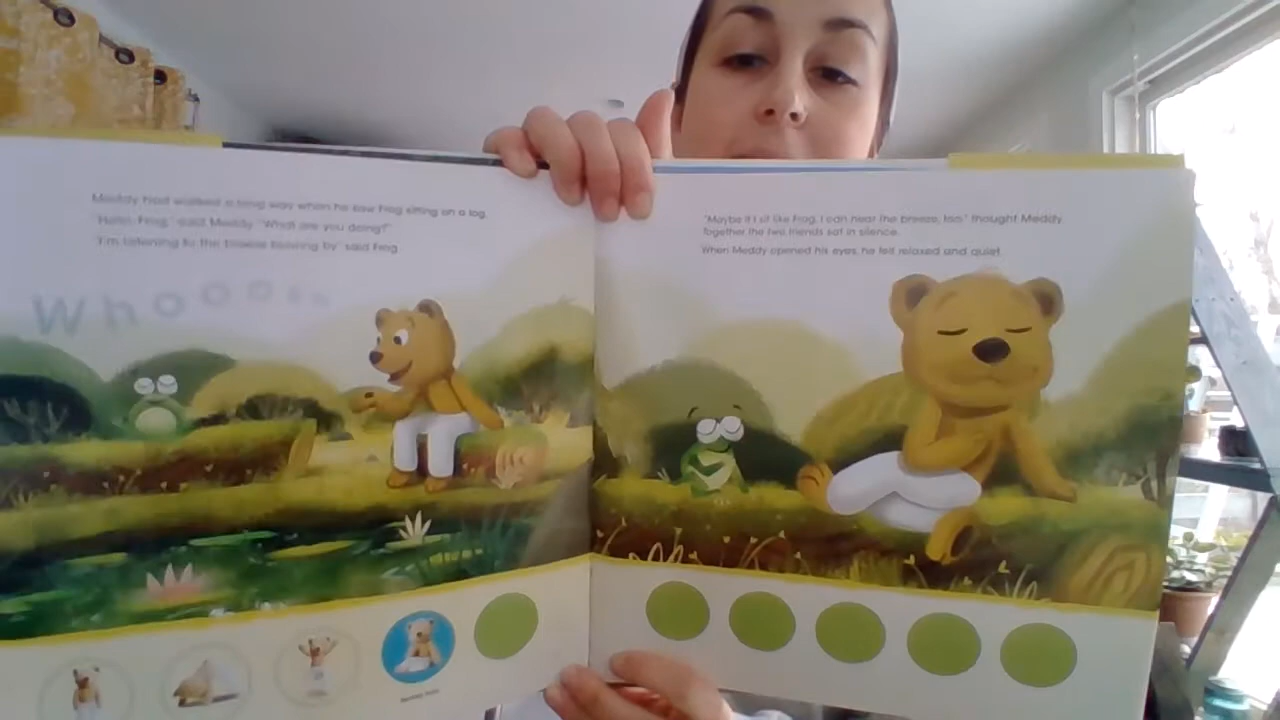 Meddy had walked a long way when he saw Frog sitting on a log.
"Hello, Frog," said Meddy. "What are you doing?"
"I'm listening to the breeze blowing by," said Frog.
Whooosh
"Maybe if I sit like Frog, I can hear the breeze, too," thought Meddy.
Together the two friends sat in silence.
When Meddy opened his eyes, he felt relaxed and quiet.